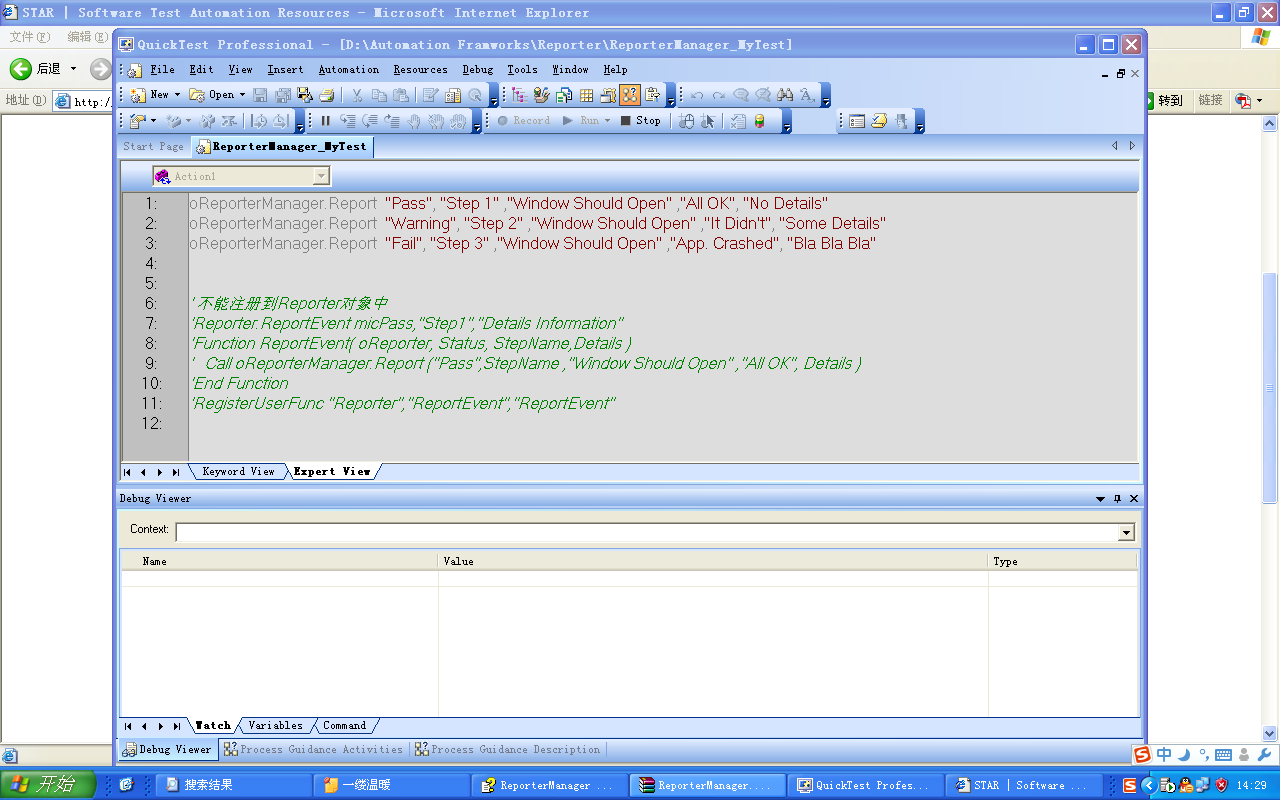 STAR | Software Test Automation Resources - Microsoft Internet Explorer
文件(F) 编辑(E)
后退
地址(D) http:/
转到 链接
QuickTest Professional - [D:\Automation Framworks\Reporter\ReporterManager_MyTest]
File Edit View Insert Automation Resources Debug Tools Window Help
New Open
Record Run Stop
Start Page ReporterManager_MyTest
Action1
1: oReporterManager.Report "Pass", "Step 1" ,"Window Should Open" ,"All OK", "No Details"
2: oReporterManager.Report "Warning", "Step 2" ,"Window Should Open" ,"It Didn't", "Some Details"
3: oReporterManager.Report "Fail", "Step 3" ,"Window Should Open" ,"App. Crashed", "Bla Bla Bla"
4:
5:
6: ' 不能注册到Reporter对象中
7: 'Reporter.ReportEvent micPass,"Step1","Details Information"
8: 'Function ReportEvent( oReporter, Status, StepName,Details )
9: ' Call oReporterManager.Report ("Pass",StepName ,"Window Should Open" ,"All OK", Details )
10: 'End Function
11: 'RegisterUserFunc "Reporter","ReportEvent","ReportEvent"
12:
Keyword View Expert View
Debug Viewer
Context:
Name Value Type
Watch Variables Command
Debug Viewer Process Guidance Activities Process Guidance Description
中
开始 搜索结果 一缕温暖 ReporterManager ... ReporterManager.... QuickTest Profes... STAR | Software ... 14:29